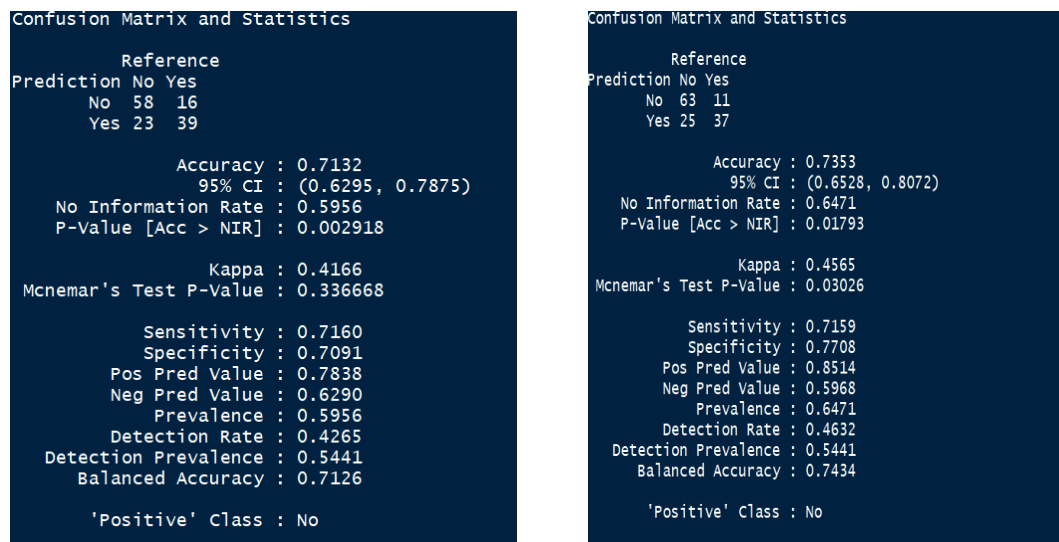 Confusion Matrix and Statistics
Reference
Prediction No Yes
No 58 16
Yes 23 39
Accuracy : 0.7132
95% CI : (0.6295, 0.7875)
No Information Rate : 0.5956
P-Value [Acc > NIR] : 0.002918
Kappa : 0.4166
Mcnemar's Test P-Value : 0.336668
Sensitivity : 0.7160
Specificity : 0.7091
Pos Pred Value : 0.7838
Neg Pred Value : 0.6290
Prevalence : 0.5956
Detection Rate : 0.4265
Detection Prevalence : 0.5441
Balanced Accuracy : 0.7126
'Positive' Class : No
Confusion Matrix and Statistics
Reference
Prediction No Yes
No 63 11
Yes 25 37
Accuracy : 0.7353
95% CI : (0.6528, 0.8072)
No Information Rate : 0.6471
P-Value [Acc > NIR] : 0.01793
Kappa : 0.4565
Mcnemar's Test P-Value : 0.03026
Sensitivity : 0.7159
Specificity : 0.7708
Pos Pred Value : 0.8514
Neg Pred Value : 0.5968
Prevalence : 0.6471
Detection Rate : 0.4632
Detection Prevalence : 0.5441
Balanced Accuracy : 0.7434
'Positive' Class : No